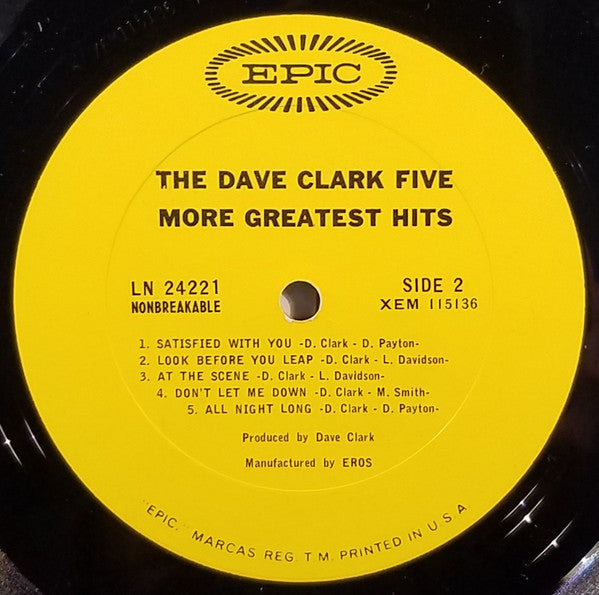 EPIC
THE DAVE CLARK FIVE
MORE GREATEST HITS
LN 24221
NONBREAKABLE
SIDE 2
XEM 115136
1. SATISFIED WITH YOU -D. Clark - D. Payton-
2. LOOK BEFORE YOU LEAP -D. Clark - L. Davidson-
3. AT THE SCENE -D. Clark - L. Davidson-
4. DON'T LET ME DOWN -D. Clark - M. Smith-
5. ALL NIGHT LONG -D. Clark - D. Payton-
Produced by Dave Clark
Manufactured by EROS
"EPIC," MARCAS REG. T M. PRINTED IN U.S.A